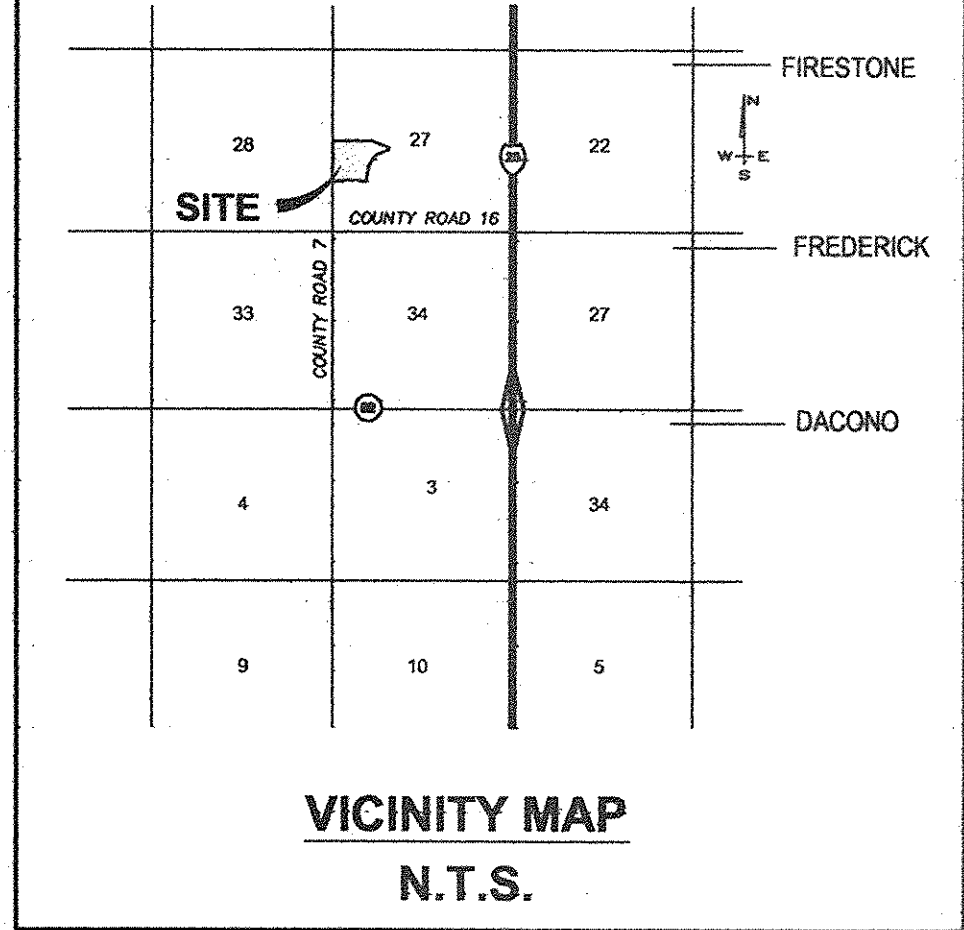 FIRESTONE
N
28
27
22
W E
S
SITE
COUNTY ROAD 16
FREDERICK
COUNTY ROAD 7
33
34
27
DACONO
4
3
34
9
10
5
VICINITY MAP
N.T.S.